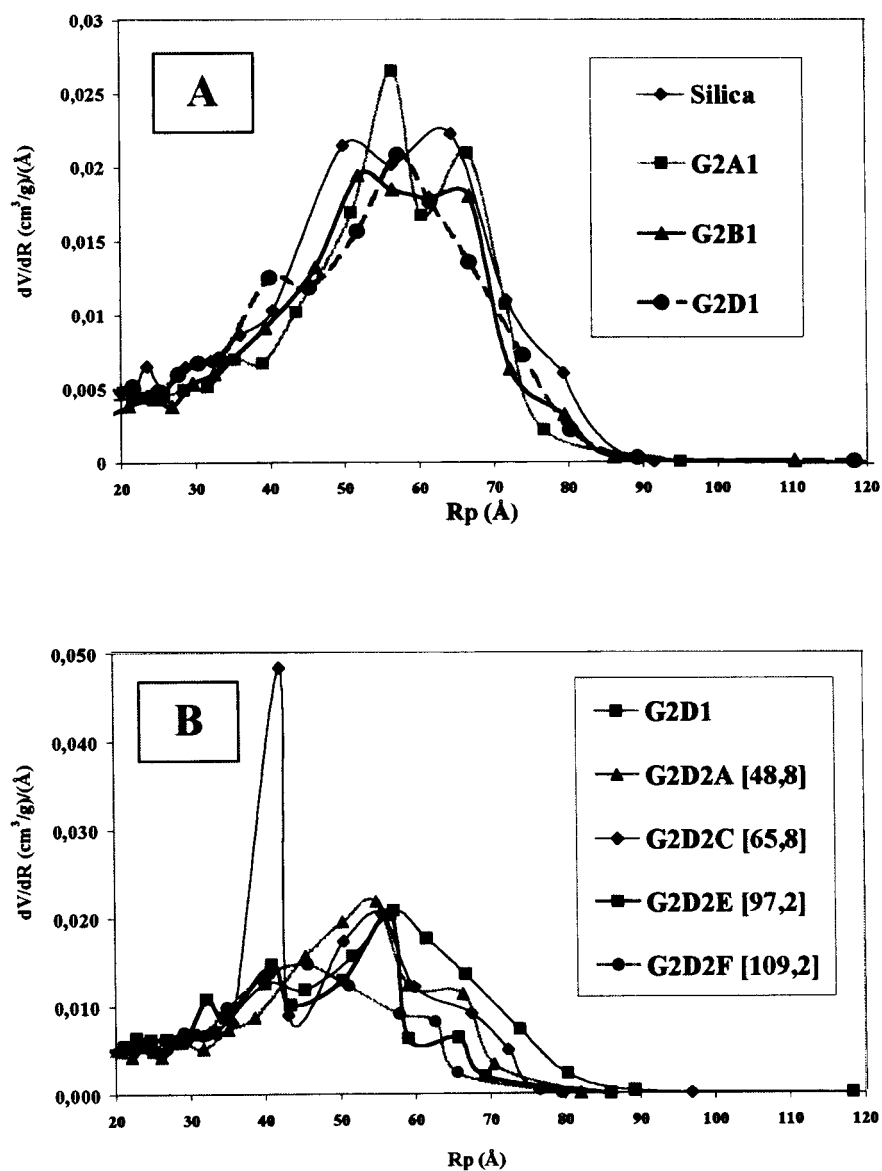 0,03
0,025
0,02
0,015
0,01
0,005
0
dV/dR (cm³/g)/(Å)
A
Silica
G2A1
G2B1
G2D1
20 30 40 50 60 70 80 90 100 110 120
Rp (Å)
0,050
0,040
0,030
0,020
0,010
0,000
dV/dR (cm³/g)/(Å)
B
G2D1
G2D2A [48,8]
G2D2C [65,8]
G2D2E [97,2]
G2D2F [109,2]
20 30 40 50 60 70 80 90 100 110 120
Rp (Å)